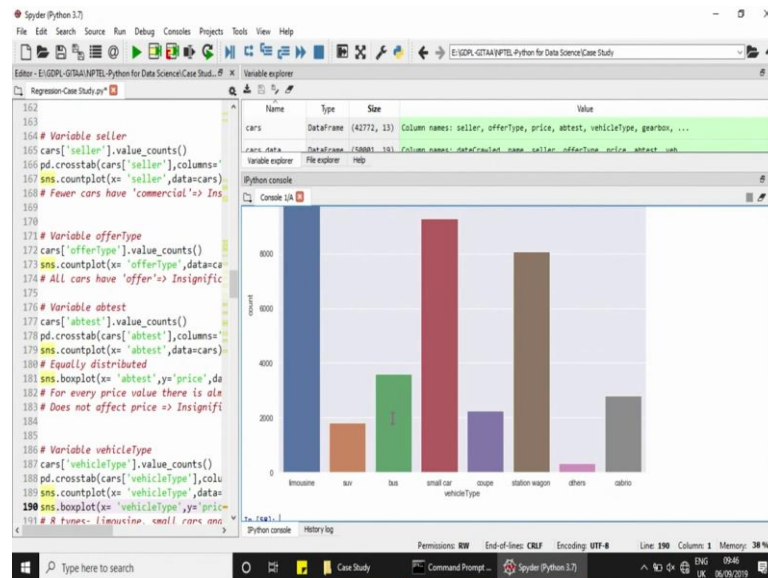 Spyder (Python 3.7)
File Edit Search Source Run Debug Consoles Projects Tools View Help
E:\GDPL-GITAA\NPTEL-Python for Data Science\Case Study
Editor - E:\GDPL-GITAA\NPTEL-Python for Data Science\Case Stud...
Regression-Case Study.py*
162
163
164 # Variable seller
165 cars['seller'].value_counts()
166 pd.crosstab(cars['seller'],columns='
167 sns.countplot(x= 'seller',data=cars)
168 # Fewer cars have 'commercial'=> Ins
169
170
171 # Variable offerType
172 cars['offerType'].value_counts()
173 sns.countplot(x= 'offerType',data=ca
174 # All cars have 'offer'=> Insignific
175
176 # Variable abtest
177 cars['abtest'].value_counts()
178 pd.crosstab(cars['abtest'],columns='
179 sns.countplot(x= 'abtest',data=cars)
180 # Equally distributed
181 sns.boxplot(x= 'abtest',y='price',da
182 # For every price value there is alm
183 # Does not affect price => Insignifi
184
185
186 # Variable vehicleType
187 cars['vehicleType'].value_counts()
188 pd.crosstab(cars['vehicleType'],colu
189 sns.countplot(x= 'vehicleType',data=
190 sns.boxplot(x= 'vehicleType',y='pric
191 # 8 types- limousine, small cars and
Variable explorer
Name Type Size Value
cars DataFrame (42772, 13) Column names: seller, offerType, price, abtest, vehicleType, gearbox, ...
cars_data DataFrame (50001, 19) Column names: dateCrawled, name, seller, offerType, price, abtest, veh
Variable explorer File explorer Help
IPython console
Console 1/A
8000
6000
4000
2000
0
count
limousine suv bus small car coupe station wagon others cabrio
vehicleType
In [58]:
IPython console History log
Permissions: RW End-of-lines: CRLF Encoding: UTF-8 Line: 190 Column: 1 Memory: 38 %
Type here to search
Case Study
Command Prompt ...
Spyder (Python 3.7)
ENG
UK
09:46
06/09/2019